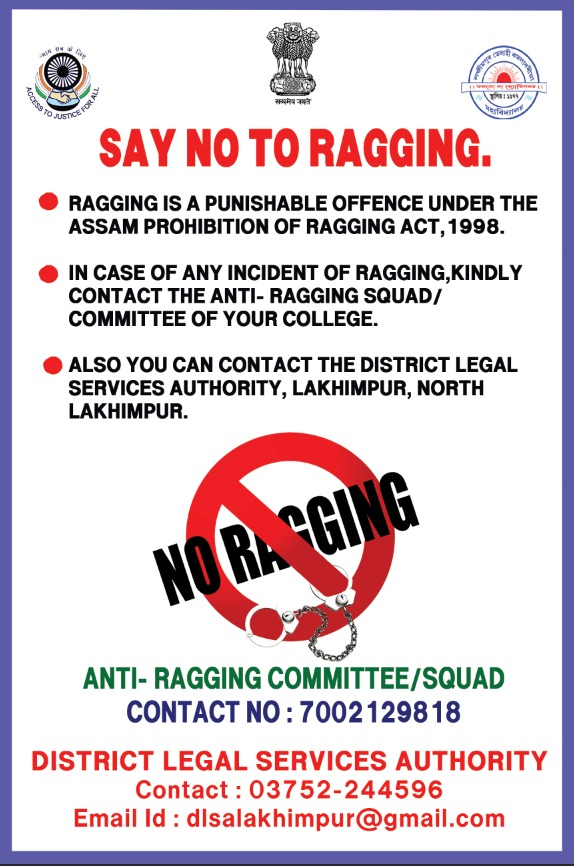 न्याय सब के लिए
ACCESS TO JUSTICE FOR ALL
सत्यमेव जयते
SAY NO TO RAGGING.
RAGGING IS A PUNISHABLE OFFENCE UNDER THE
ASSAM PROHIBITION OF RAGGING ACT,1998.
IN CASE OF ANY INCIDENT OF RAGGING,KINDLY
CONTACT THE ANTI- RAGGING SQUAD/
COMMITTEE OF YOUR COLLEGE.
ALSO YOU CAN CONTACT THE DISTRICT LEGAL
SERVICES AUTHORITY, LAKHIMPUR, NORTH
LAKHIMPUR.
NO RAGGING
ANTI- RAGGING COMMITTEE/SQUAD
CONTACT NO : 7002129818
DISTRICT LEGAL SERVICES AUTHORITY
Contact : 03752-244596
Email Id : dlsalakhimpur@gmail.com